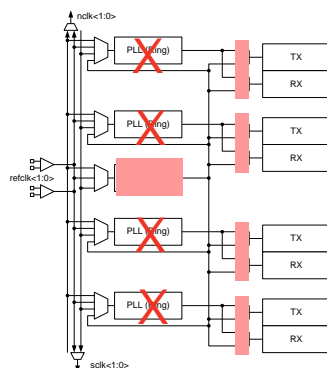 nclk<1:0>
PLL (Ring)
TX
RX
PLL (Ring)
TX
RX
refclk<1:0>
PLL (Ring)
TX
RX
PLL (Ring)
TX
RX
sclk<1:0>